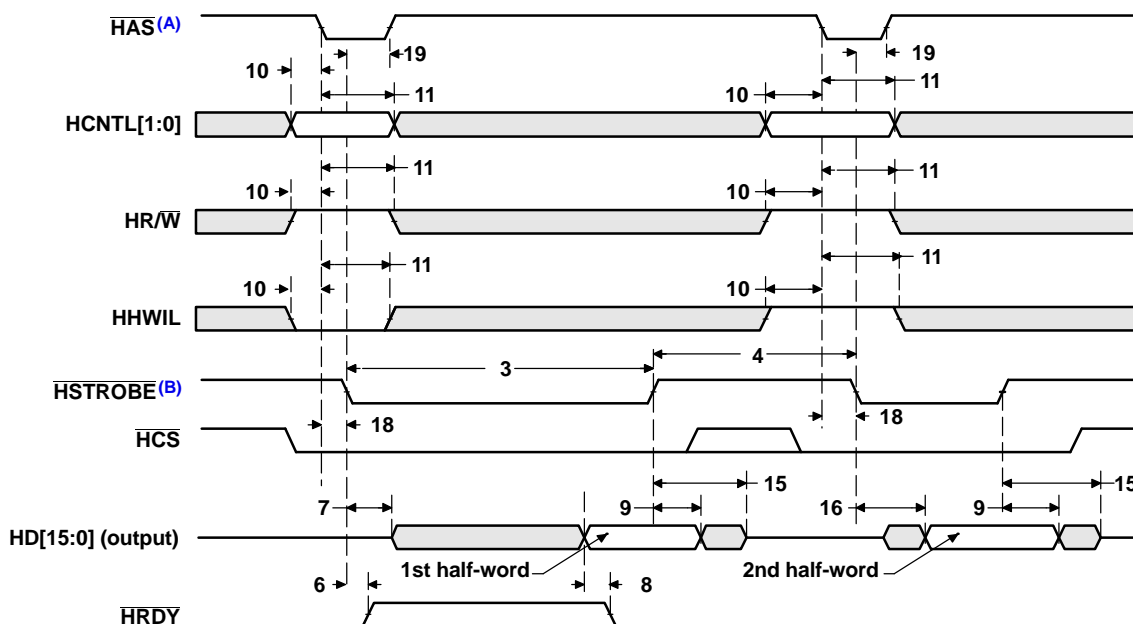 HAS (A)
19 19
10 11 10 11
HCNTL[1:0]
11 11
10 10
HR/W
11 11
10 10
HHWIL
3 4
HSTROBE (B)
18 18
HCS
15 15
7 9 16 9
HD[15:0] (output)
1st half-word 2nd half-word
6 8
HRDY